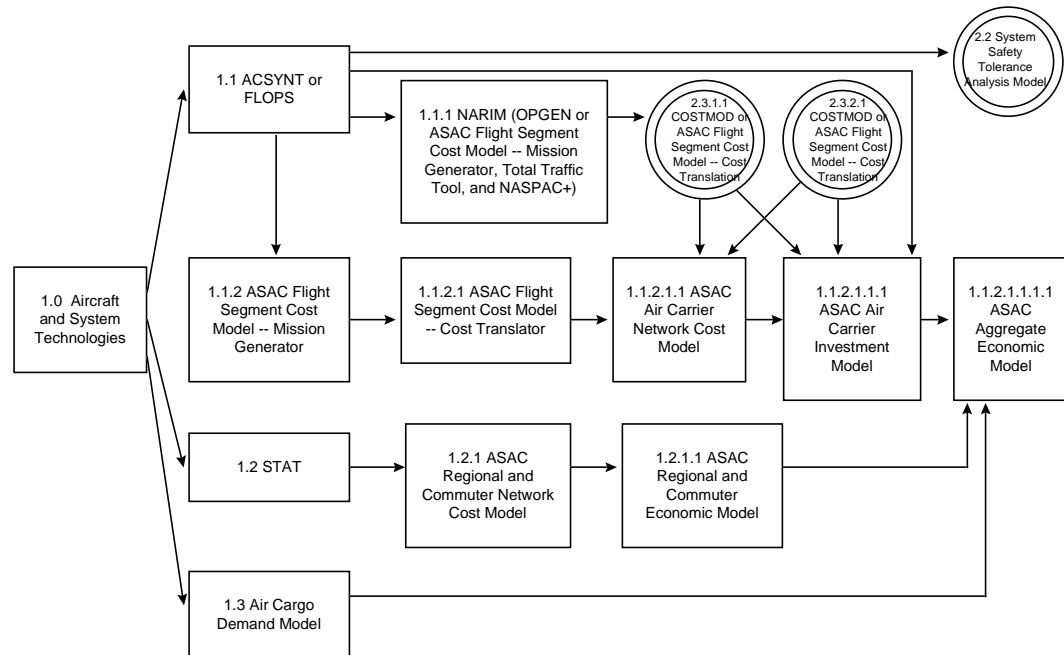 1.1 ACSYNT or
FLOPS
2.2 System
Safety
Tolerance
Analysis Model
1.1.1 NARIM (OPGEN or
ASAC Flight Segment
Cost Model -- Mission
Generator, Total Traffic
Tool, and NASPAC+)
2.3.1.1
COSTMOD or
ASAC Flight
Segment Cost
Model -- Cost
Translation
2.3.2.1
COSTMOD or
ASAC Flight
Segment Cost
Model -- Cost
Translation
1.0 Aircraft
and System
Technologies
1.1.2 ASAC Flight
Segment Cost
Model -- Mission
Generator
1.1.2.1 ASAC Flight
Segment Cost Model
-- Cost Translator
1.1.2.1.1 ASAC
Air Carrier
Network Cost
Model
1.1.2.1.1.1
ASAC Air
Carrier
Investment
Model
1.1.2.1.1.1.1
ASAC
Aggregate
Economic
Model
1.2 STAT
1.2.1 ASAC
Regional and
Commuter Network
Cost Model
1.2.1.1 ASAC
Regional and
Commuter
Economic Model
1.3 Air Cargo
Demand Model